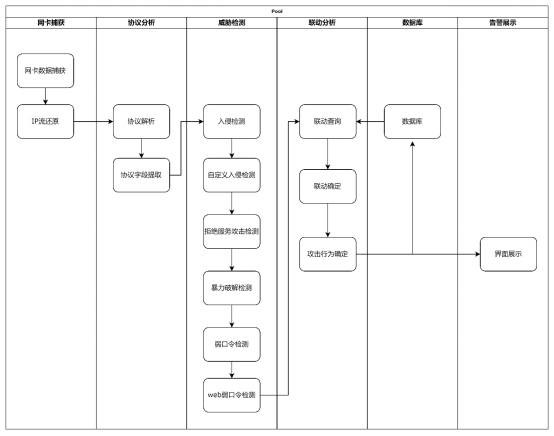 Pool
网卡捕获
协议分析
威胁检测
联动分析
数据库
告警展示
网卡数据捕获
IP流还原
协议解析
协议字段提取
入侵检测
自定义入侵检测
拒绝服务攻击检测
暴力破解检测
弱口令检测
web弱口令检测
联动查询
联动确定
攻击行为确定
数据库
界面展示